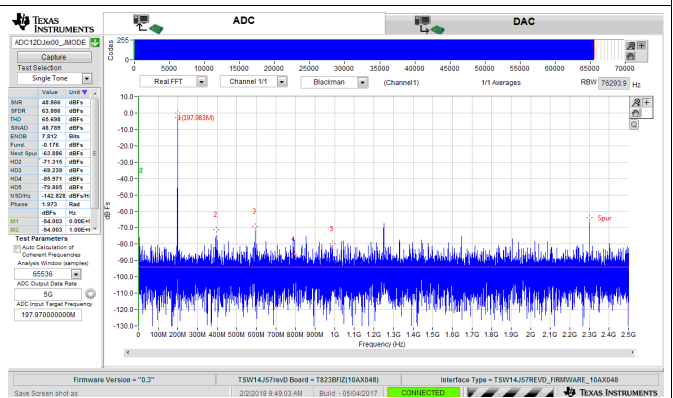 TEXAS INSTRUMENTS
ADC
DAC
ADC12DJxx00_JMODE
Capture
Test Selection
Single Tone
Value Unit
SNR 48.866 dBFs
SFDR 63.886 dBFs
THD 65.698 dBFs
SINAD 48.789 dBFs
ENOB 7.812 Bits
Fund. -0.176 dBFs
Next Spur -63.886 dBFs
HD2 -71.315 dBFs
HD3 -69.239 dBFs
HD4 -85.971 dBFs
HD5 -79.805 dBFs
NSD/Hz -142.828 dBFs/H
Phase 1.973 Rad
dBFs Hz
M1 -94.003 0.00E+
M2 -94.003 1.00E+
Test Parameters
Auto Calculation of
Coherent Frequencies
Analysis Window (samples)
65536
ADC Output Data Rate
5G
ADC Input Target Frequency
197.970000000M
Codes
255
0
0 5000 10000 15000 20000 25000 30000 35000 40000 45000 50000 55000 60000 65000 70000
Real FFT Channel 1/1 Blackman (Channel1) 1/1 Averages RBW 76293.9 Hz
dBFs
10.0
0.0
-10.0
-20.0
-30.0
-40.0
-50.0
-60.0
-70.0
-80.0
-90.0
-100.0
-110.0
-120.0
-130.0
1(197.983M)
2
2
3
4
5
Spur
0 100M 200M 300M 400M 500M 600M 700M 800M 900M 1G 1.1G 1.2G 1.3G 1.4G 1.5G 1.6G 1.7G 1.8G 1.9G 2G 2.1G 2.2G 2.3G 2.4G 2.5G
Frequency (Hz)
Firmware Version = "0.3"
TSW14J57revD Board = T823BFIZ(10AX048)
Interface Type = TSW14J57REVD_FIRMWARE_10AX048
Save Screen shot as
2/2/2018 9:49:03 AM
Build - 05/04/2017
CONNECTED
TEXAS INSTRUMENTS